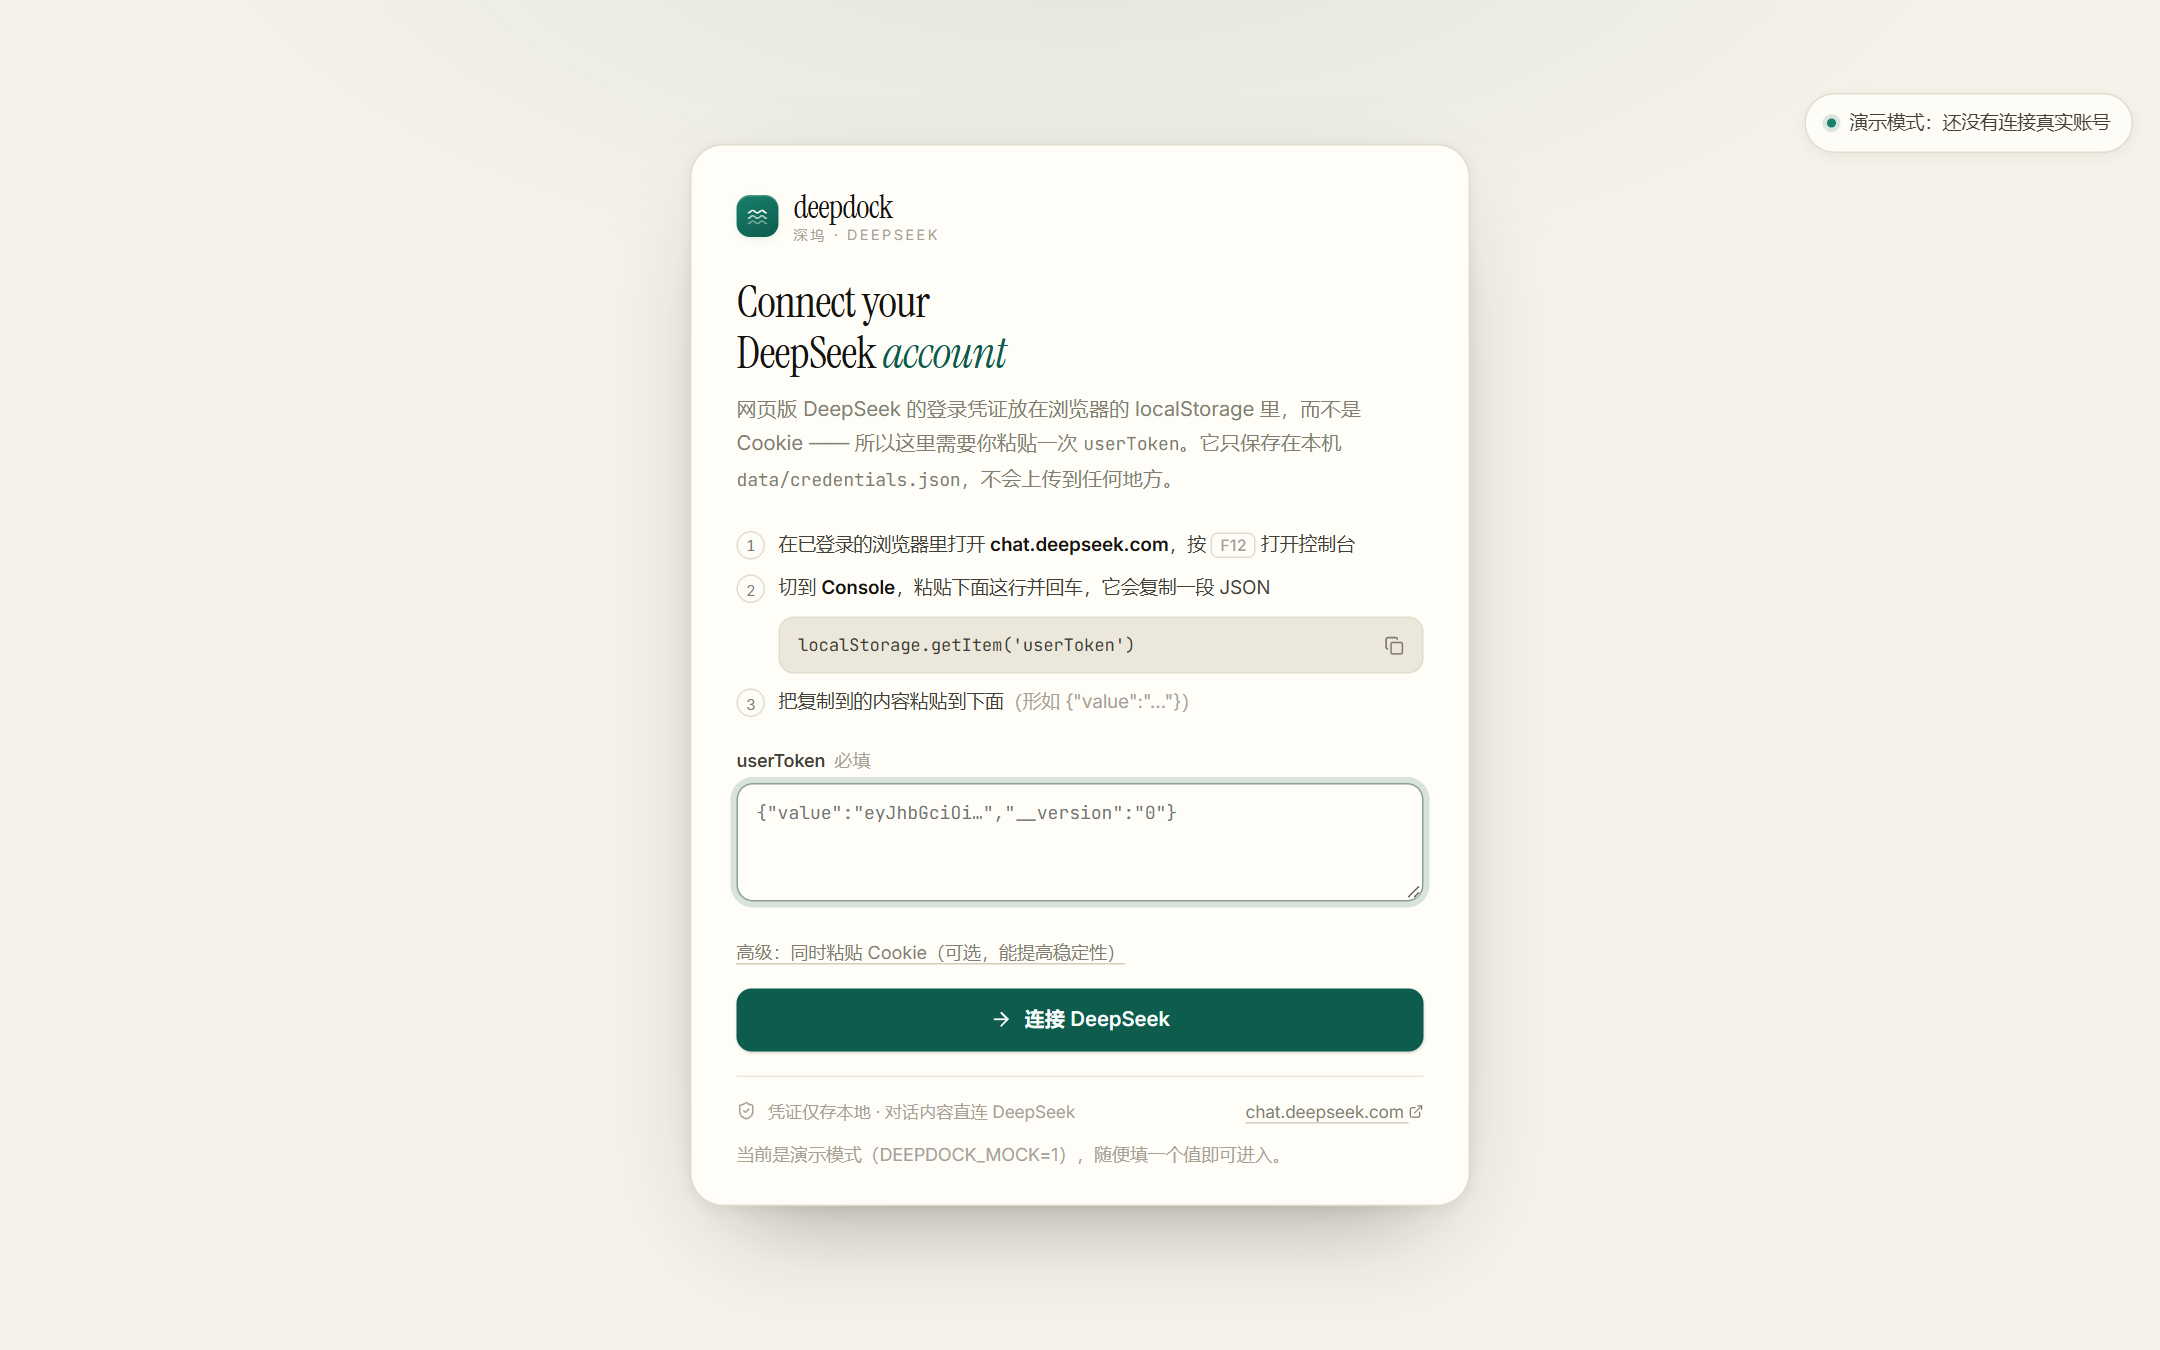 演示模式：还没有连接真实账号
deepdock
深坞 · DEEPSEEK
Connect your
DeepSeek account
网页版 DeepSeek 的登录凭证放在浏览器的 localStorage 里，而不是
Cookie —— 所以这里需要你粘贴一次 userToken。它只保存在本机
data/credentials.json，不会上传到任何地方。
1 在已登录的浏览器里打开 chat.deepseek.com，按 F12 打开控制台
2 切到 Console，粘贴下面这行并回车，它会复制一段 JSON
localStorage.getItem('userToken')
3 把复制到的内容粘贴到下面（形如 {"value":"..."}）
userToken 必填
{"value":"eyJhbGciOi…","__version":"0"}
高级：同时粘贴 Cookie（可选，能提高稳定性）
→ 连接 DeepSeek
凭证仅存本地 · 对话内容直连 DeepSeek
chat.deepseek.com
当前是演示模式（DEEPDOCK_MOCK=1），随便填一个值即可进入。